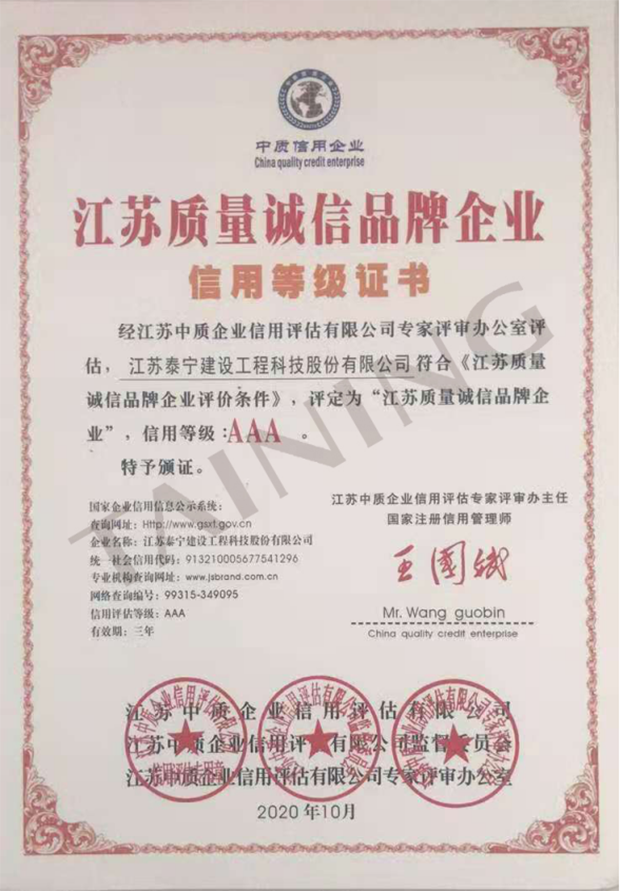 中质信用企业
China quality credit enterprise
江苏质量诚信品牌企业
信用等级证书
经江苏中质企业信用评估有限公司专家评审办公室评
估，江苏泰宁建设工程科技股份有限公司符合《江苏质量
诚信品牌企业评价条件》，评定为“江苏质量诚信品牌企
业”，信用等级：AAA 。
特予颁证。
国家企业信用信息公示系统：
查询网址：Http://www.gsxt.gov.cn
企业名称：江苏泰宁建设工程科技股份有限公司
统一社会信用代码：913210005677541296
专业机构查询网址：www.jsbrand.com.cn
网络查询编号：99315-349095
信用评估等级：AAA
有效期：三年
江苏中质企业信用评估专家评审办主任
国家注册信用管理师
王国斌
Mr. Wang guobin
China quality credit enterprise
江苏中质企业信用评估有限公司
江苏中质企业信用评估有限公司监督委员会
江苏中质企业信用评估有限公司专家评审办公室
2020年10月
TAINING